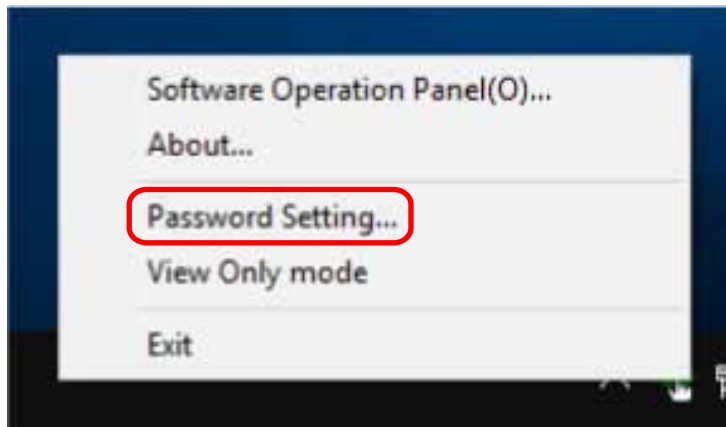 Software Operation Panel(O)...
About...
Password Setting...
View Only mode
Exit